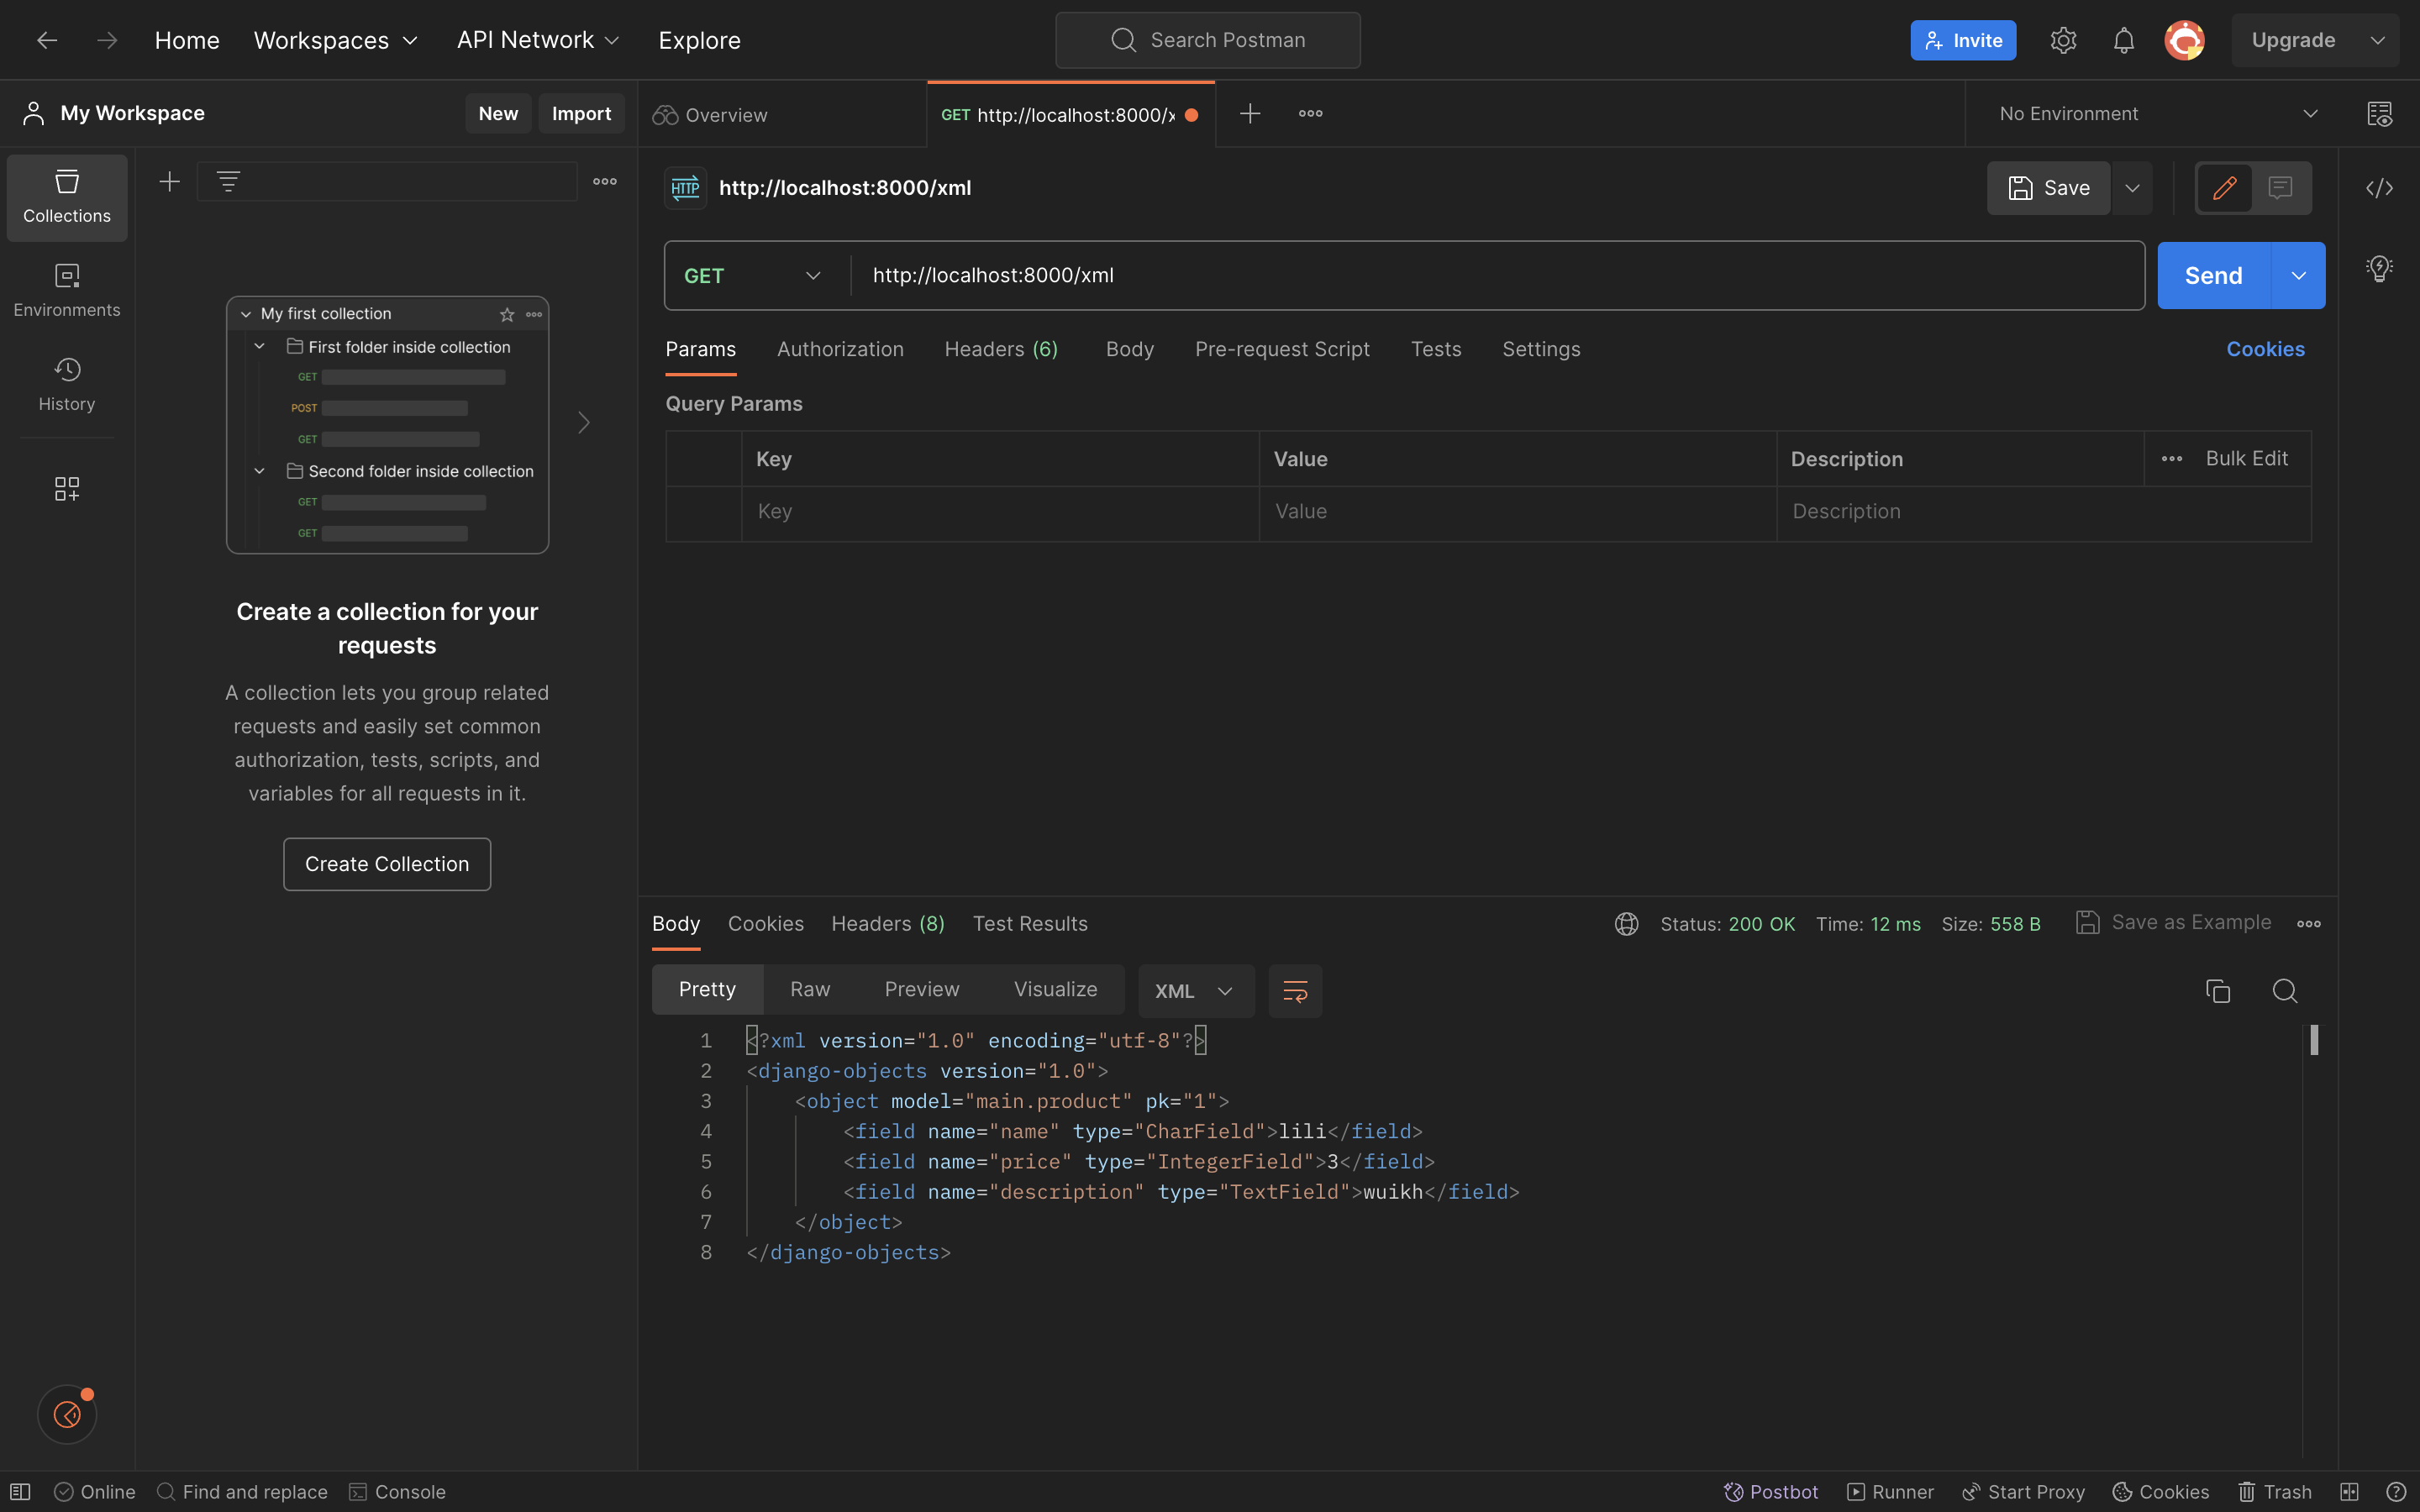 Home Workspaces API Network Explore Search Postman Invite Upgrade
My Workspace New Import Overview GET http://localhost:8000/x No Environment
Collections
Environments
History
My first collection
First folder inside collection
GET
POST
GET
Second folder inside collection
GET
GET
Create a collection for your
requests
A collection lets you group related
requests and easily set common
authorization, tests, scripts, and
variables for all requests in it.
Create Collection
HTTP http://localhost:8000/xml Save
GET http://localhost:8000/xml Send
Params Authorization Headers (6) Body Pre-request Script Tests Settings Cookies
Query Params
Key Value Description Bulk Edit
Key Value Description
Body Cookies Headers (8) Test Results Status: 200 OK Time: 12 ms Size: 558 B Save as Example
Pretty Raw Preview Visualize XML
1 <?xml version="1.0" encoding="utf-8"?>
2 <django-objects version="1.0">
3 <object model="main.product" pk="1">
4 <field name="name" type="CharField">lili</field>
5 <field name="price" type="IntegerField">3</field>
6 <field name="description" type="TextField">wuikh</field>
7 </object>
8 </django-objects>
Online Find and replace Console Postbot Runner Start Proxy Cookies Trash